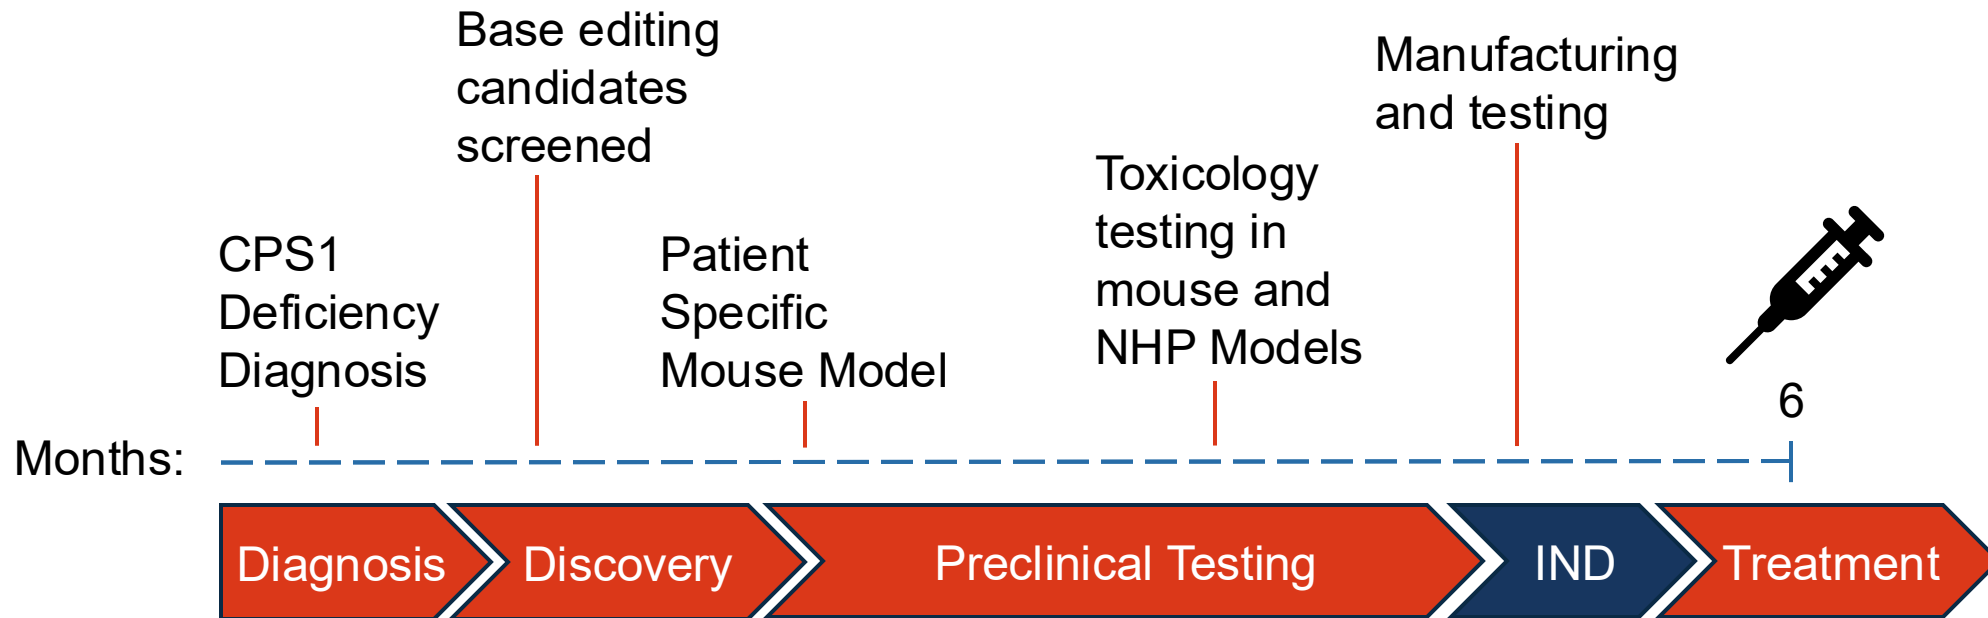 Base editing
candidates
screened
Manufacturing
and testing
CPS1
Deficiency
Diagnosis
Patient
Specific
Mouse Model
Toxicology
testing in
mouse and
NHP Models
6
Months:
Diagnosis
Discovery
Preclinical Testing
IND
Treatment